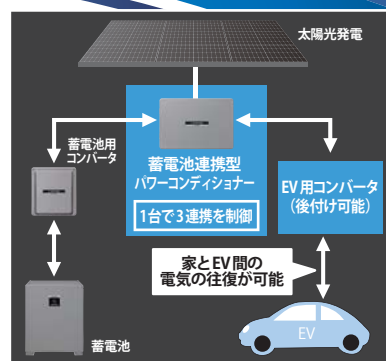 太陽光発電
蓄電池用
コンバータ
蓄電池連携型
パワーコンディショナー
1台で3連携を制御
EV用コンバータ
（後付け可能）
家とEV間の
電気の往復が可能
蓄電池
EV